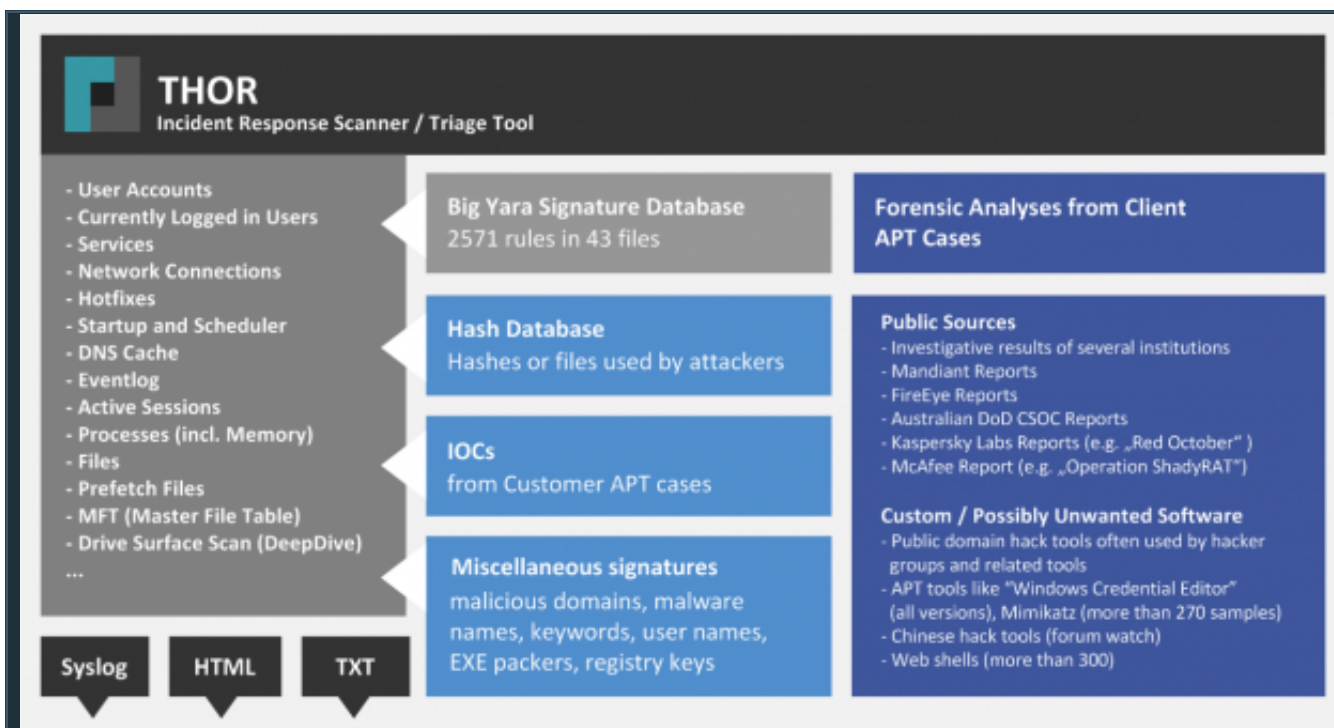 THOR
Incident Response Scanner / Triage Tool
- User Accounts
- Currently Logged in Users
- Services
- Network Connections
- Hotfixes
- Startup and Scheduler
- DNS Cache
- Eventlog
- Active Sessions
- Processes (incl. Memory)
- Files
- Prefetch Files
- MFT (Master File Table)
- Drive Surface Scan (DeepDive)
...
Syslog
HTML
TXT
Big Yara Signature Database
2571 rules in 43 files
Hash Database
Hashes or files used by attackers
IOCs
from Customer APT cases
Miscellaneous signatures
malicious domains, malware
names, keywords, user names,
EXE packers, registry keys
Forensic Analyses from Client
APT Cases
Public Sources
- Investigative results of several institutions
- Mandiant Reports
- FireEye Reports
- Australian DoD CSOC Reports
- Kaspersky Labs Reports (e.g. „Red October“ )
- McAfee Report (e.g. „Operation ShadyRAT“)
Custom / Possibly Unwanted Software
- Public domain hack tools often used by hacker
groups and related tools
- APT tools like “Windows Credential Editor”
(all versions), Mimikatz (more than 270 samples)
- Chinese hack tools (forum watch)
- Web shells (more than 300)